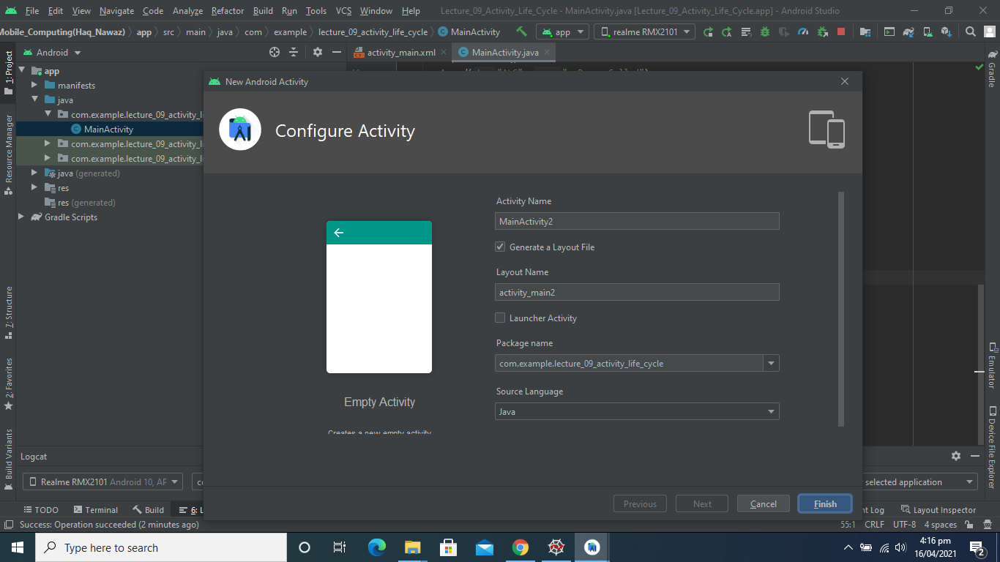 File Edit View Navigate Code Analyze Refactor Build Run Tools VCS Window Help Lecture_09_Activity_Life_Cycle - MainActivity.java [Lecture_09_Activity_Life_Cycle.app] - Android Studio
Mobile_Computing(Haq_Nawaz) app src main java com example lecture_09_activity_life_cycle MainActivity app realme RMX2101
Android activity_main.xml MainActivity.java
1: Project
Resource Manager
7: Structure
2: Favorites
Build Variants
app
manifests
java
com.example.lecture_09_activity_li
MainActivity
com.example.lecture_09_activity_li
com.example.lecture_09_activity_li
java (generated)
res
res (generated)
Gradle Scripts
New Android Activity
Configure Activity
Empty Activity
Creates a new empty activity
Activity Name
MainActivity2
Generate a Layout File
Layout Name
activity_main2
Launcher Activity
Package name
com.example.lecture_09_activity_life_cycle
Source Language
Java
Previous Next Cancel Finish
Gradle
Emulator
Device File Explorer
Logcat
Realme RMX2101 Android 10, AP
selected application
TODO Terminal Build 6: L
nt Log Layout Inspector
Success: Operation succeeded (2 minutes ago) 55:1 CRLF UTF-8 4 spaces
Type here to search
4:16 pm
16/04/2021
2